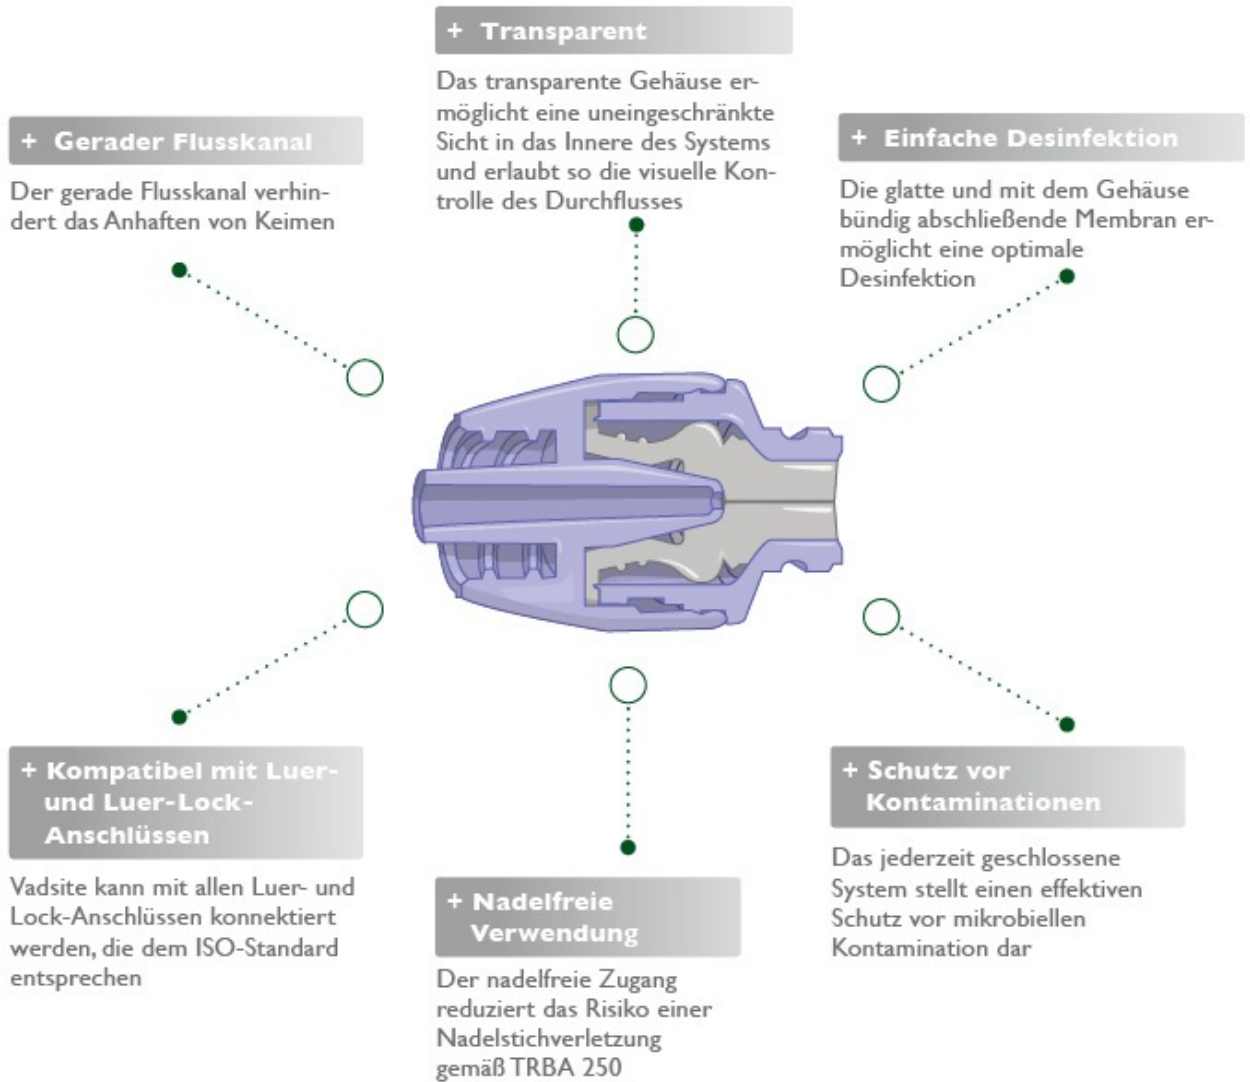 + Transparent
Das transparente Gehäuse er-
möglicht eine uneingeschränkte
Sicht in das Innere des Systems
und erlaubt so die visuelle Kon-
trolle des Durchflusses
+ Gerader Flusskanal
Der gerade Flusskanal verhin-
dert das Anhaften von Keimen
+ Einfache Desinfektion
Die glatte und mit dem Gehäuse
bündig abschließende Membran er-
möglicht eine optimale
Desinfektion
+ Kompatibel mit Luer-
und Luer-Lock-
Anschlüssen
Vadsite kann mit allen Luer- und
Lock-Anschlüssen konnektiert
werden, die dem ISO-Standard
entsprechen
+ Nadelfreie
Verwendung
Der nadelfreie Zugang
reduziert das Risiko einer
Nadelstichverletzung
gemäß TRBA 250
+ Schutz vor
Kontaminationen
Das jederzeit geschlossene
System stellt einen effektiven
Schutz vor mikrobiellen
Kontamination dar